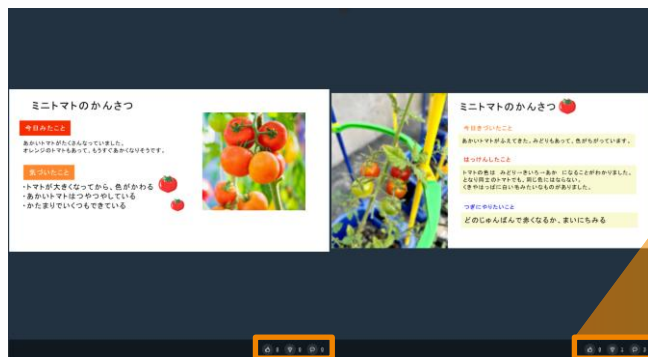 ミニトマトのかんさつ
今日みたこと
あかいトマトがたくさんなっていました。
オレンジのトマトもあって、もうすぐあかくなりそうです。
気づいたこと
・トマトが大きくなってから、色がかわる
・あかいトマトはつやつやしている
・かたまりでいくつもできている
ミニトマトのかんさつ
今日きづいたこと
あかいトマトがふえてきた。みどりもあって、色がちがっています。
はっけんしたこと
トマトの色は みどり→きいろ→あか になることがわかりました。
となり同士のトマトでも、同じ色にはならない。
くきやはっぱに白いちみたいなものがありました。
つぎにやりたいこと
どのじゅんばんで赤くなるか、まいにちみる